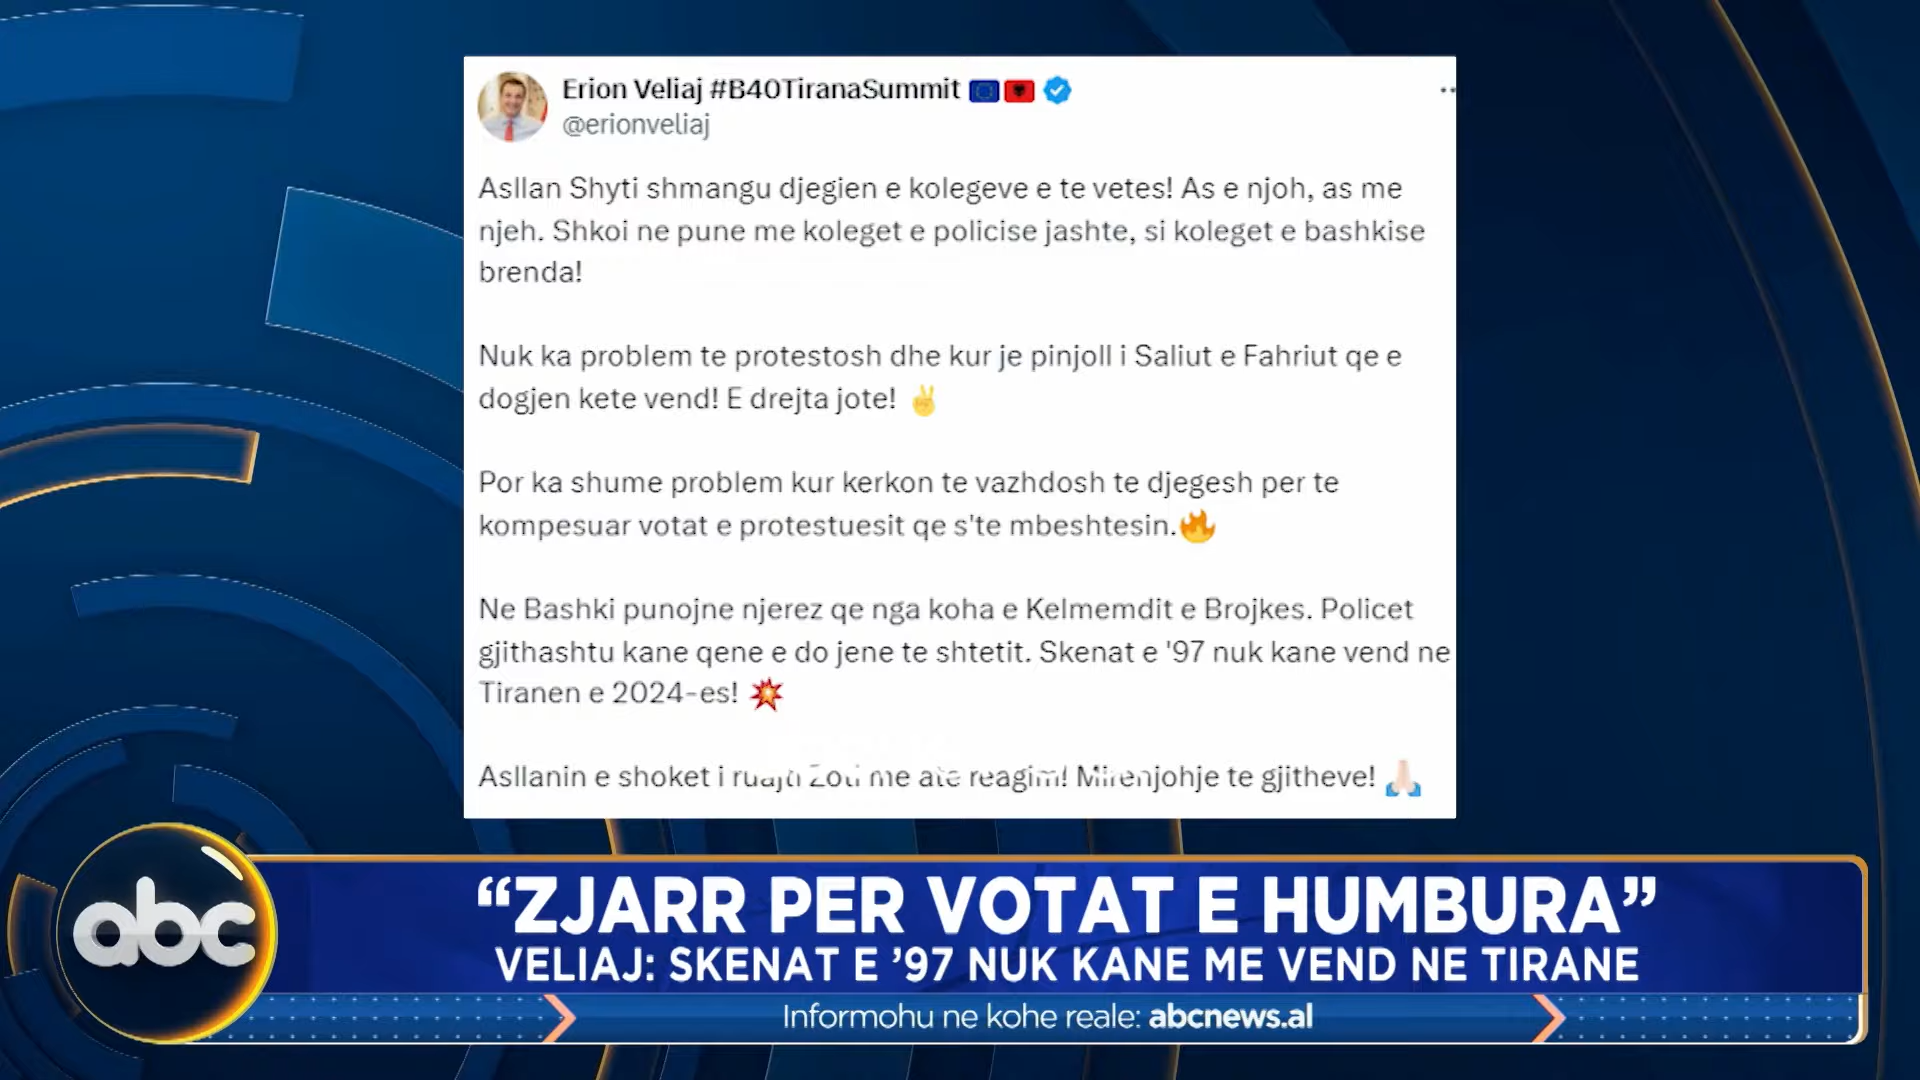 Erion Veliaj #B40TiranaSummit
@erionveliaj
Asllan Shyti shmangu djegien e kolegeve e te vetes! As e njoh, as me
njeh. Shkoi ne pune me koleget e policise jashte, si koleget e bashkise
brenda!
Nuk ka problem te protestosh dhe kur je pinjoll i Saliut e Fahriut qe e
dogjen kete vend! E drejta jote! ✌
Por ka shume problem kur kerkon te vazhdosh te djegesh per te
kompesuar votat e protestuesit qe s'te mbeshtesin.🔥
Ne Bashki punojne njerez qe nga koha e Kelmemdit e Brojkes. Policet
gjithashtu kane qene e do jene te shtetit. Skenat e '97 nuk kane vend ne
Tiranen e 2024-es! 💥
Asllanin e shoket i ruajti Zoti me ate reagim! Mirenjohje te gjitheve! 🙏
abc
“ZJARR PER VOTAT E HUMBURA”
VELIAJ: SKENAT E ’97 NUK KANE ME VEND NE TIRANE
Informohu ne kohe reale: abcnews.al